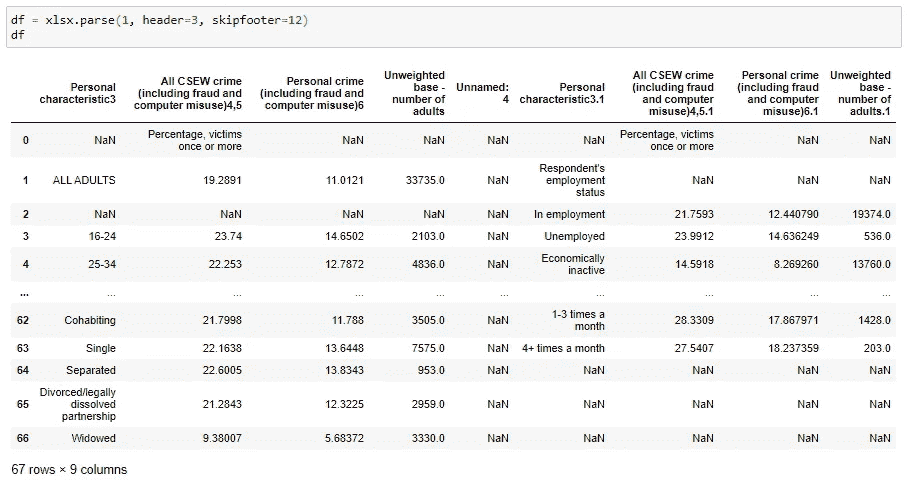 df = xlsx.parse(1, header=3, skipfooter=12)
df
Personal characteristic3 All CSEW crime (including fraud and computer misuse)4,5 Personal crime (including fraud and computer misuse)6 Unweighted base - number of adults Unnamed: 4 Personal characteristic3.1 All CSEW crime (including fraud and computer misuse)4,5.1 Personal crime (including fraud and computer misuse)6.1 Unweighted base - number of adults.1
0 NaN Percentage, victims once or more NaN NaN NaN NaN Percentage, victims once or more NaN NaN
1 ALL ADULTS 19.2891 11.0121 33735.0 NaN Respondent's employment status NaN NaN NaN
2 NaN NaN NaN NaN NaN In employment 21.7593 12.440790 19374.0
3 16-24 23.74 14.6502 2103.0 NaN Unemployed 23.9912 14.636249 536.0
4 25-34 22.253 12.7872 4836.0 NaN Economically inactive 14.5918 8.269260 13760.0
... ... ... ... ... ... ... ... ... ...
62 Cohabiting 21.7998 11.788 3505.0 NaN 1-3 times a month 28.3309 17.867971 1428.0
63 Single 22.1638 13.6448 7575.0 NaN 4+ times a month 27.5407 18.237359 203.0
64 Separated 22.6005 13.8343 953.0 NaN NaN NaN NaN NaN
65 Divorced/legally dissolved partnership 21.2843 12.3225 2959.0 NaN NaN NaN NaN NaN
66 Widowed 9.38007 5.68372 3330.0 NaN NaN NaN NaN NaN
67 rows × 9 columns